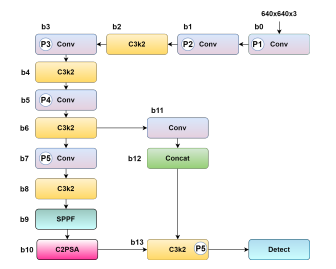 640x640x3
b3 b2 b1 b0
P3 Conv C3k2 P2 Conv P1 Conv
b4 C3k2
b5 P4 Conv
b11
b6 C3k2 Conv
b7 P5 Conv b12 Concat
b8 C3k2
b9 SPPF
b13
b10 C2PSA C3k2 P5 Detect